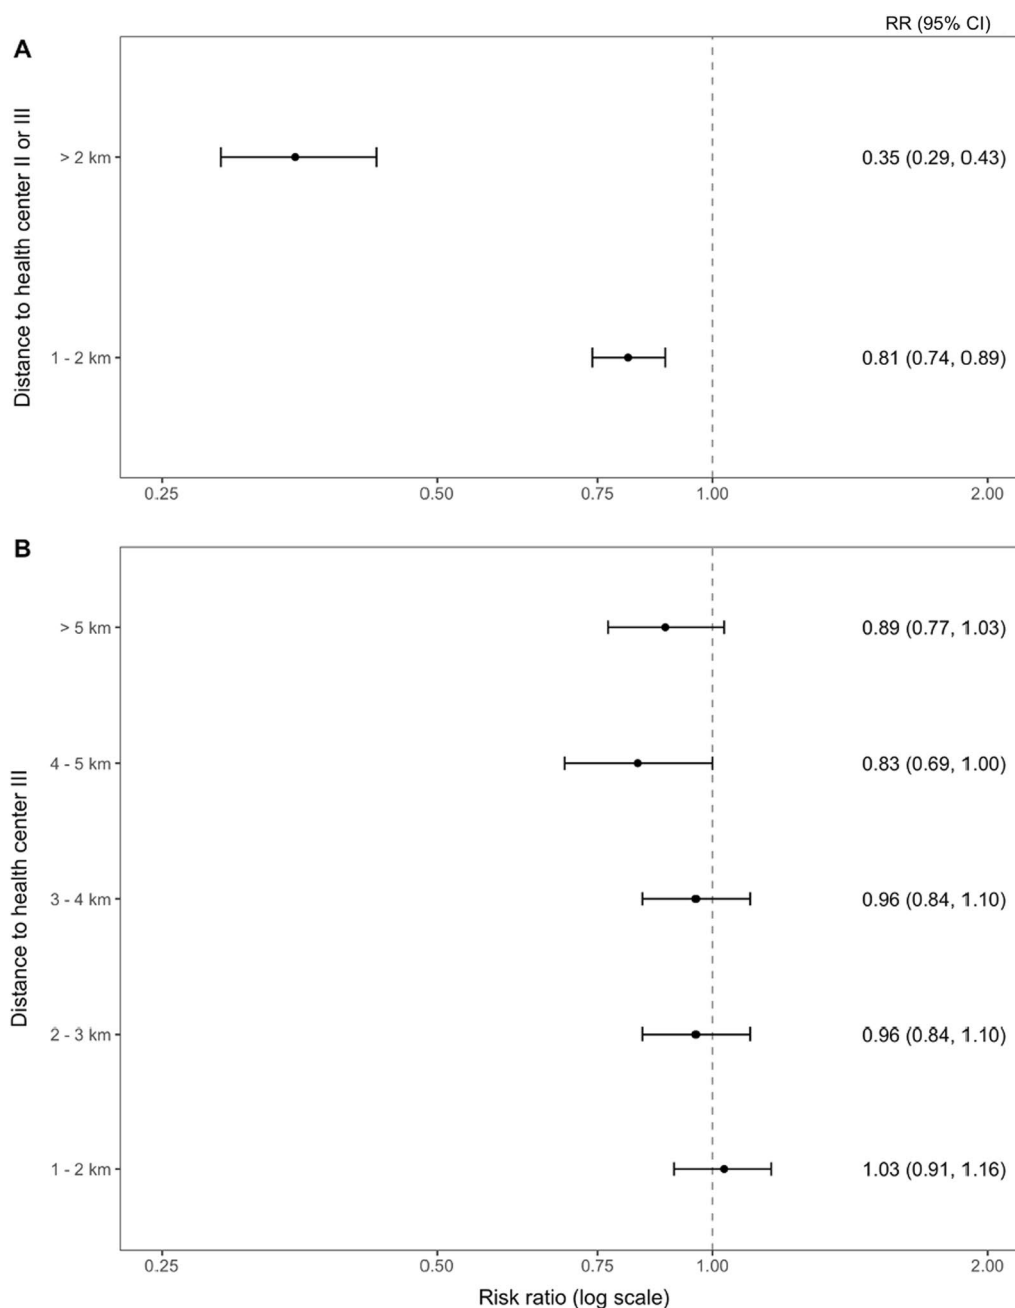 RR (95% CI)
A
Distance to health center II or III
> 2 km
0.35 (0.29, 0.43)
1 - 2 km
0.81 (0.74, 0.89)
0.25 0.50 0.75 1.00 2.00
B
Distance to health center III
> 5 km
0.89 (0.77, 1.03)
4 - 5 km
0.83 (0.69, 1.00)
3 - 4 km
0.96 (0.84, 1.10)
2 - 3 km
0.96 (0.84, 1.10)
1 - 2 km
1.03 (0.91, 1.16)
0.25 0.50 0.75 1.00 2.00
Risk ratio (log scale)